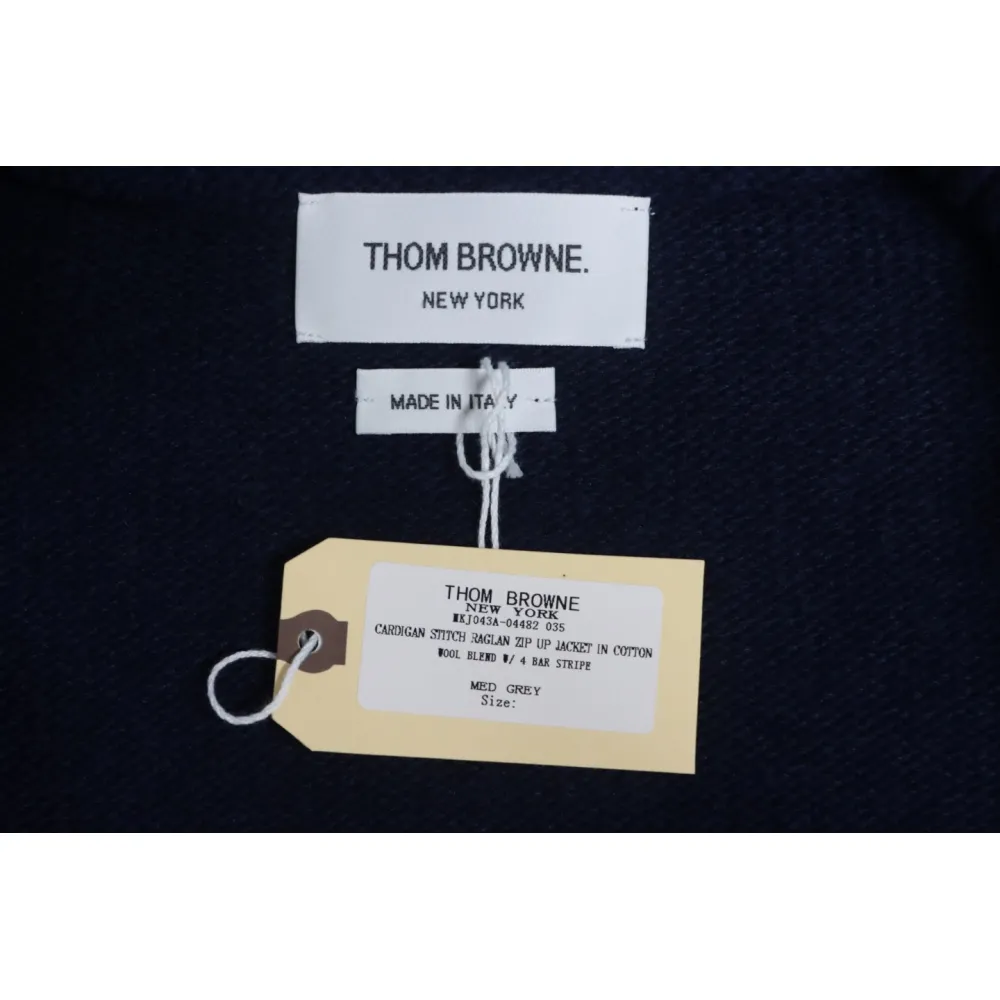 THOM BROWNE.
NEW YORK
MADE IN ITALY
THOM BROWNE
NEW YORK
MKJ043A-04482 035
CARDIGAN STITCH RAGLAN ZIP UP JACKET IN COTTON
WOOL BLEND W/ 4 BAR STRIPE
MED GREY
Size: